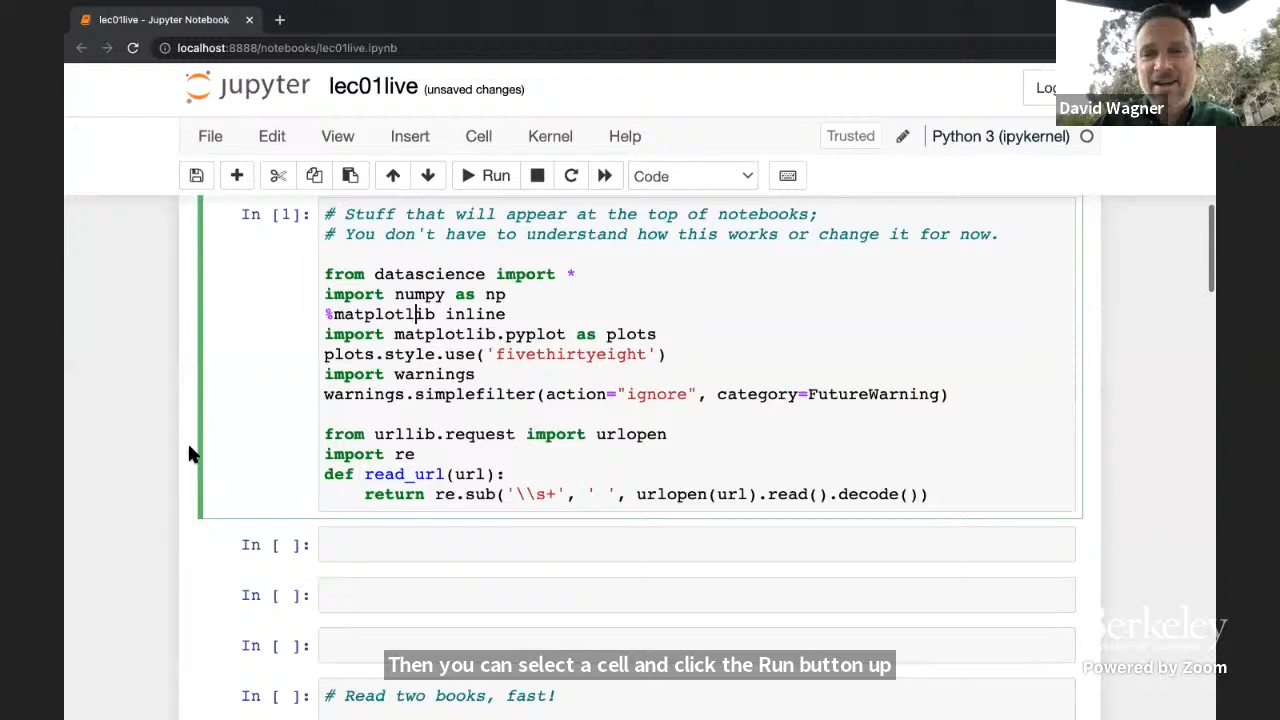 lec01live - Jupyter Notebook
localhost:8888/notebooks/lec01live.ipynb
jupyter lec01live (unsaved changes)
David Wagner
File Edit View Insert Cell Kernel Help
Trusted
Python 3 (ipykernel)
Run
Code
In [1]:
# Stuff that will appear at the top of notebooks;
# You don't have to understand how this works or change it for now.
from datascience import *
import numpy as np
%matplotlib inline
import matplotlib.pyplot as plots
plots.style.use('fivethirtyeight')
import warnings
warnings.simplefilter(action="ignore", category=FutureWarning)
from urllib.request import urlopen
import re
def read_url(url):
    return re.sub('\\s+', ' ', urlopen(url).read().decode())
In [ ]:
In [ ]:
In [ ]:
In [ ]: # Read two books, fast!
Then you can select a cell and click the Run button up
Berkeley
Powered by Zoom